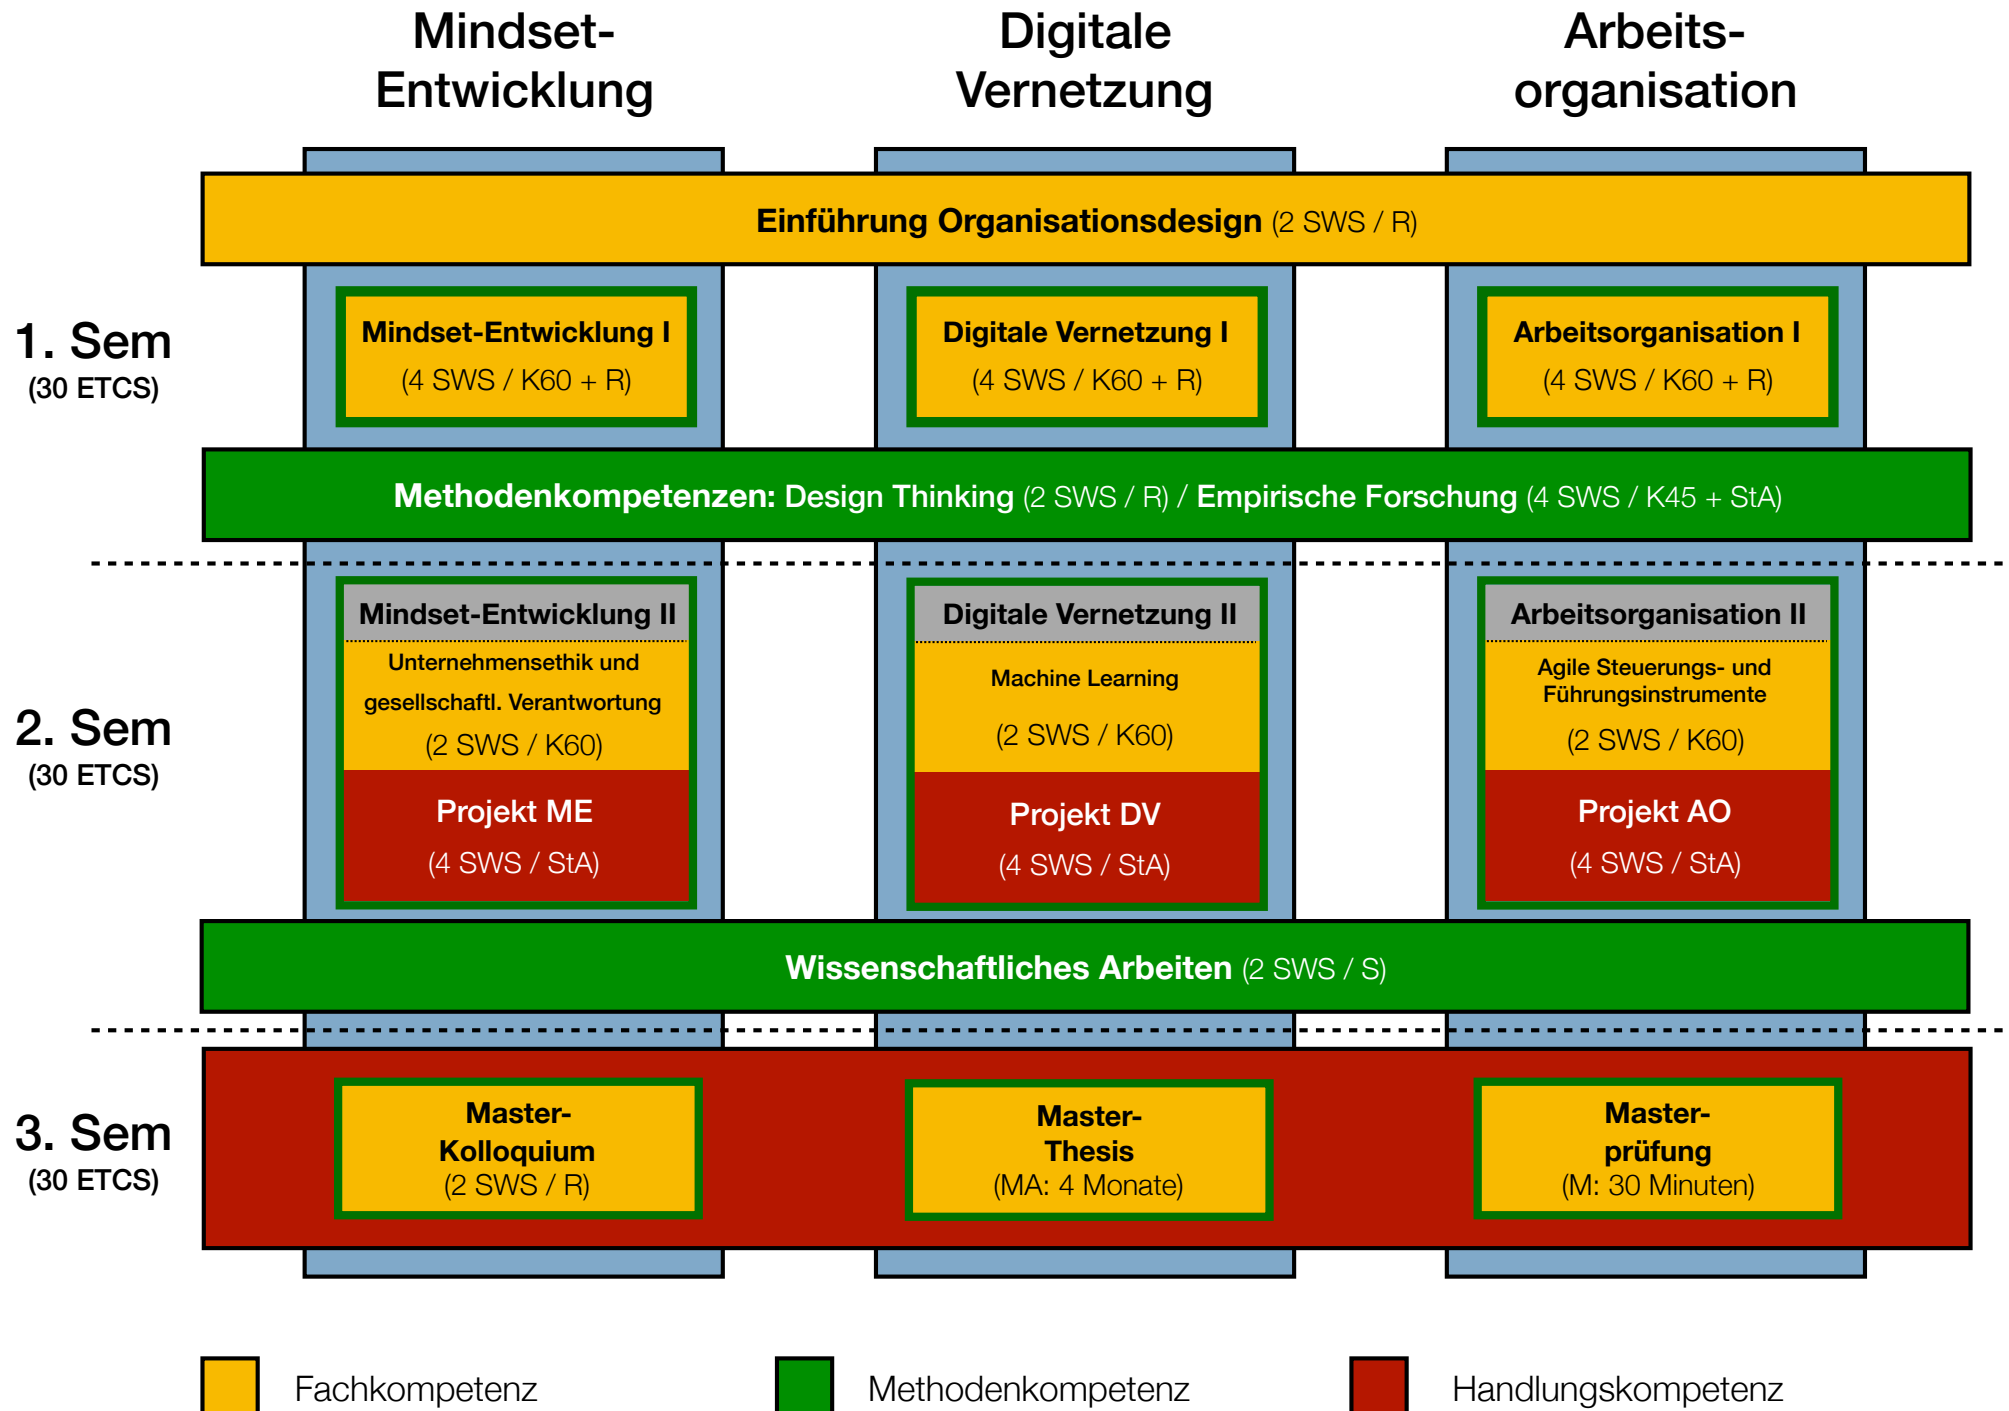 Mindset-
Entwicklung
Digitale
Vernetzung
Arbeits-
organisation
Einführung Organisationsdesign (2 SWS / R)
1. Sem
(30 ETCS)
Mindset-Entwicklung I
(4 SWS / K60 + R)
Digitale Vernetzung I
(4 SWS / K60 + R)
Arbeitsorganisation I
(4 SWS / K60 + R)
Methodenkompetenzen: Design Thinking (2 SWS / R) / Empirische Forschung (4 SWS / K45 + StA)
2. Sem
(30 ETCS)
Mindset-Entwicklung II
Unternehmensethik und
gesellschaftl. Verantwortung
(2 SWS / K60)
Projekt ME
(4 SWS / StA)
Digitale Vernetzung II
Machine Learning
(2 SWS / K60)
Projekt DV
(4 SWS / StA)
Arbeitsorganisation II
Agile Steuerungs- und
Führungsinstrumente
(2 SWS / K60)
Projekt AO
(4 SWS / StA)
Wissenschaftliches Arbeiten (2 SWS / S)
3. Sem
(30 ETCS)
Master-
Kolloquium
(2 SWS / R)
Master-
Thesis
(MA: 4 Monate)
Master-
prüfung
(M: 30 Minuten)
Fachkompetenz
Methodenkompetenz
Handlungskompetenz